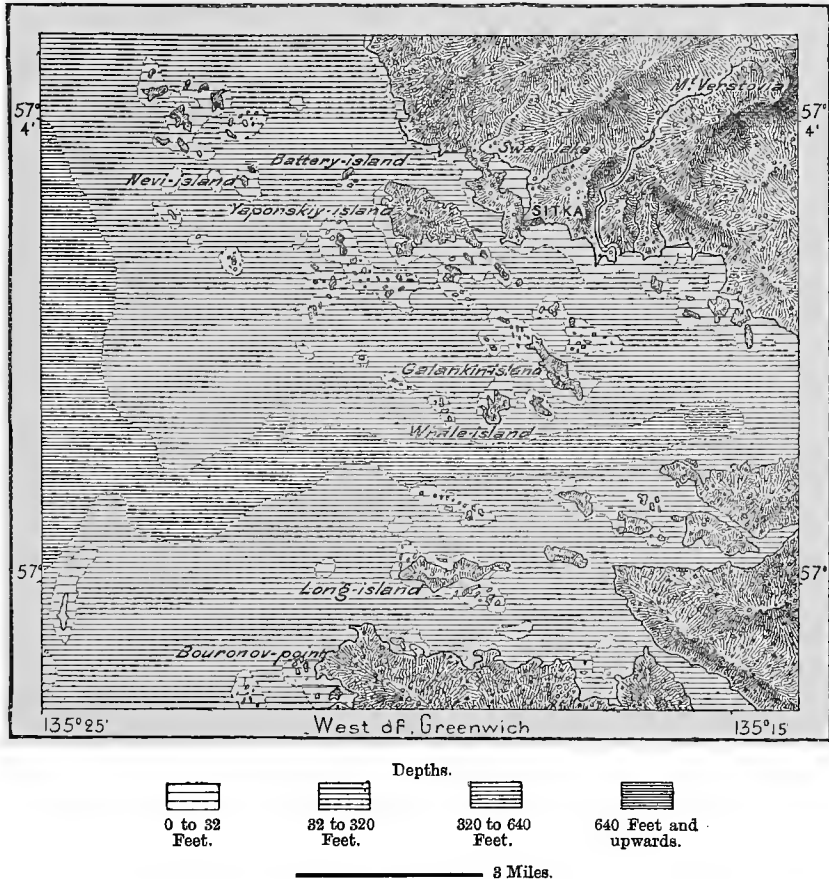 57°
4'
57°
4'
Mt Verstovia
Swan lake
Battery-island
Nevi-island
Yaponskiy-island
SITKA
Galankin-island
Wrale-island
57°
57°
Long-island
Bouronov-point
135°25'
West of Greenwich
135°15'
Depths.
0 to 32 Feet.
32 to 320 Feet.
320 to 640 Feet.
640 Feet and upwards.
3 Miles.